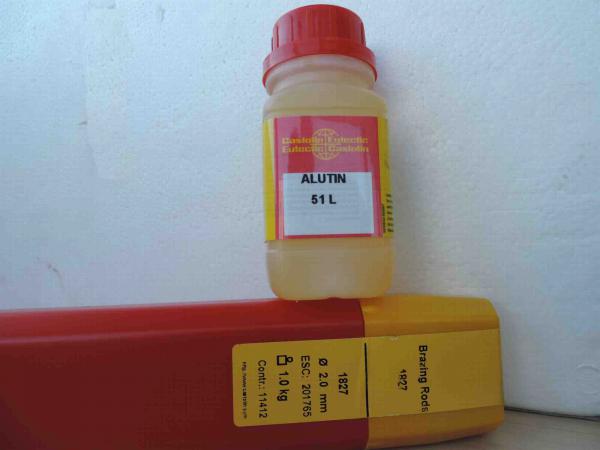 Castolin Eutectic
Eutectic Castolin
ALUTIN
51 L
Brazing Rods
1827
1827
Ø 2.0 mm
ESC: 201765
1.0 kg
Contr.: 11412